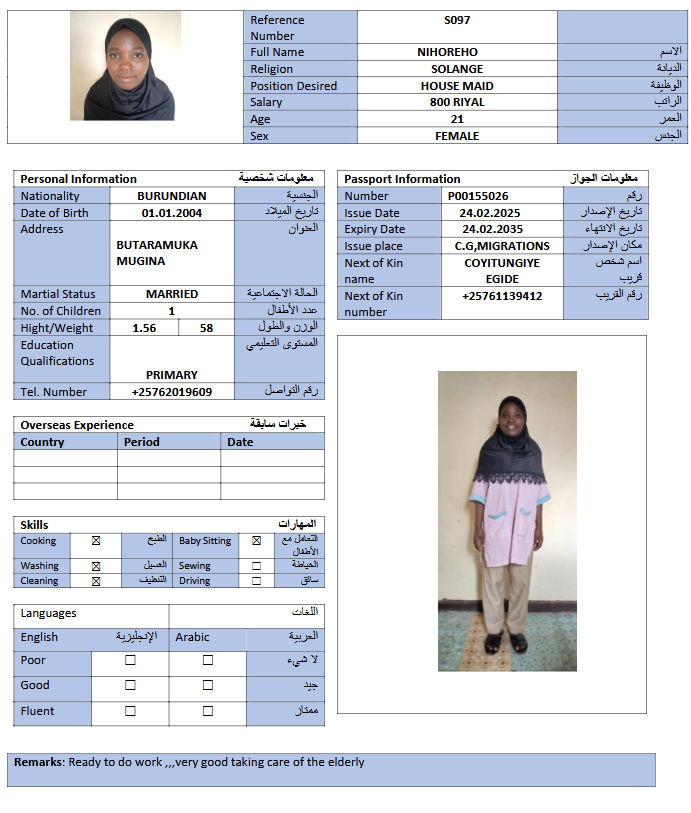 Reference Number S097
Full Name NIHOREHO الاسم
Religion SOLANGE الديانة
Position Desired HOUSE MAID الوظيفة
Salary 800 RIYAL الراتب
Age 21 العمر
Sex FEMALE الجنس
Personal Information معلومات شخصية
Nationality BURUNDIAN الجنسية
Date of Birth 01.01.2004 تاريخ الميلاد
Address BUTARAMUKA العنوان
MUGINA
Martial Status MARRIED الحالة الاجتماعية
No. of Children 1 عدد الأطفال
Hight/Weight 1.56 58 الوزن والطول
Education Qualifications PRIMARY المستوى التعليمي
Tel. Number +25762019609 رقم التواصل
Passport Information معلومات الجواز
Number P00155026 رقم
Issue Date 24.02.2025 تاريخ الإصدار
Expiry Date 24.02.2035 تاريخ الانتهاء
Issue place C.G,MIGRATIONS مكان الإصدار
Next of Kin name COYITUNGIYE EGIDE اسم شخص قريب
Next of Kin number +25761139412 رقم القريب
Overseas Experience خبرات سابقة
Country Period Date
Skills المهارات
Cooking ☒ الطبخ Baby Sitting ☒ التعامل مع الأطفال
Washing ☒ الغسيل Sewing ☐ الخياطة
Cleaning ☒ التنظيف Driving ☐ سائق
Languages اللغات
English الإنجليزية Arabic العربية
Poor ☐ ☐ لا شيء
Good ☐ ☐ جيد
Fluent ☐ ☐ ممتاز
Remarks: Ready to do work ,,,very good taking care of the elderly